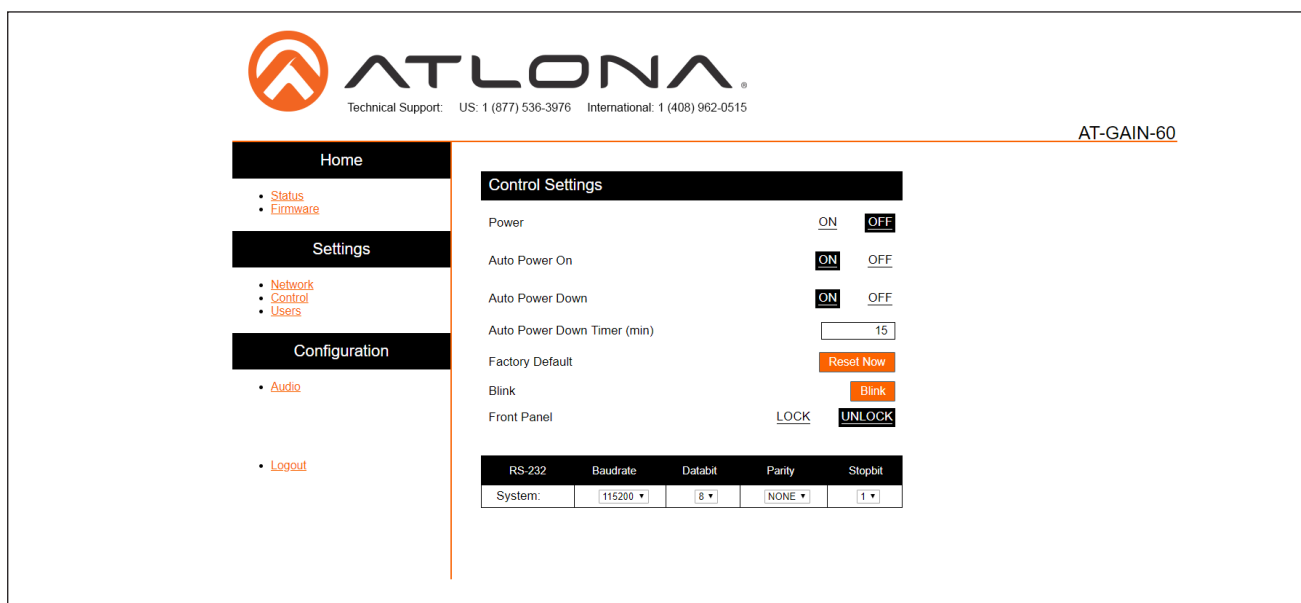 ATLONA®
Technical Support: US: 1 (877) 536-3976 International: 1 (408) 962-0515
AT-GAIN-60
Home
Status
Firmware
Settings
Network
Control
Users
Configuration
Audio
Logout
Control Settings
Power ON OFF
Auto Power On ON OFF
Auto Power Down ON OFF
Auto Power Down Timer (min) 15
Factory Default Reset Now
Blink Blink
Front Panel LOCK UNLOCK
RS-232 Baudrate Databit Parity Stopbit
System: 115200 8 NONE 1